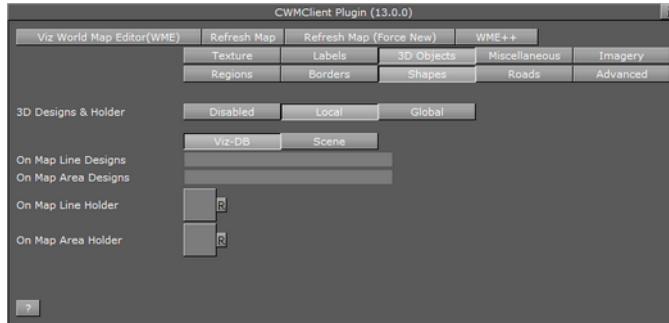 CWMClient Plugin (13.0.0)
Viz World Map Editor(WME) Refresh Map Refresh Map (Force New) WME++
Texture Labels 3D Objects Miscellaneous Imagery
Regions Borders Shapes Roads Advanced
3D Designs & Holder Disabled Local Global
Viz-DB Scene
On Map Line Designs
On Map Area Designs
On Map Line Holder R
On Map Area Holder R
?